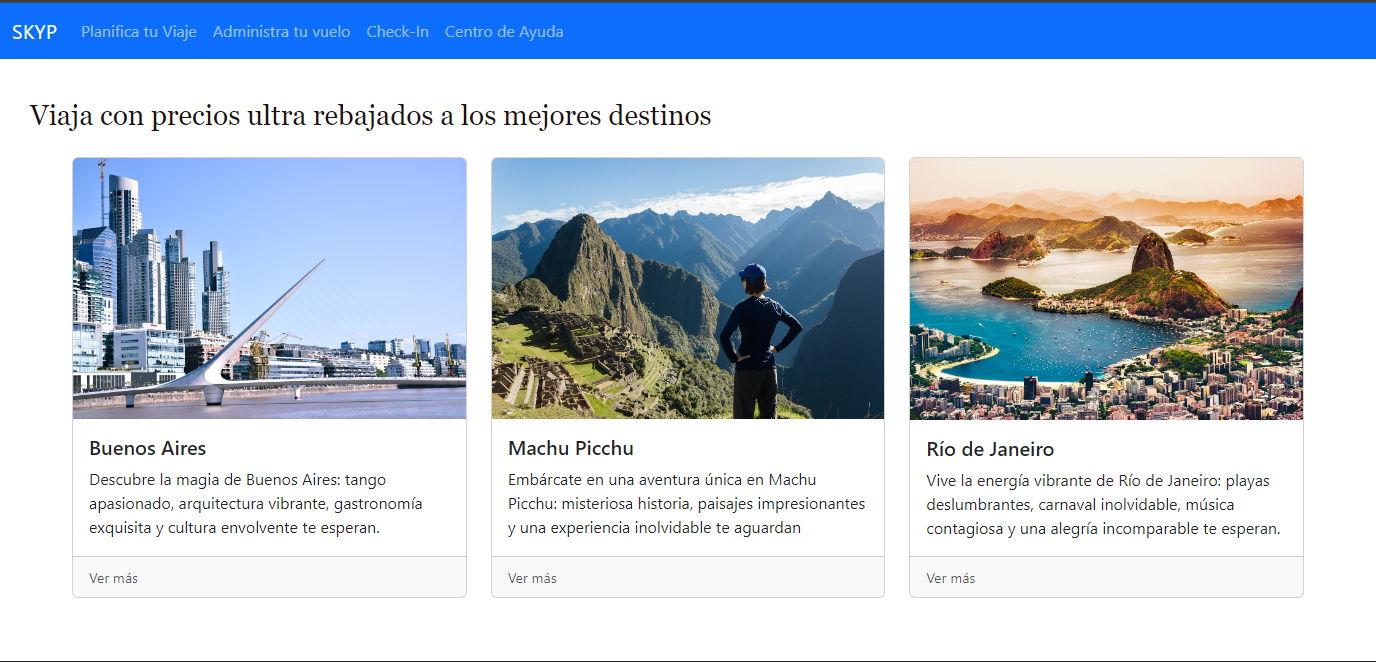 SKYP Planifica tu Viaje Administra tu vuelo Check-In Centro de Ayuda
Viaja con precios ultra rebajados a los mejores destinos
Buenos Aires
Descubre la magia de Buenos Aires: tango
apasionado, arquitectura vibrante, gastronomía
exquisita y cultura envolvente te esperan.
Ver más
Machu Picchu
Embárcate en una aventura única en Machu
Picchu: misteriosa historia, paisajes impresionantes
y una experiencia inolvidable te aguardan
Ver más
Río de Janeiro
Vive la energía vibrante de Río de Janeiro: playas
deslumbrantes, carnaval inolvidable, música
contagiosa y una alegría incomparable te esperan.
Ver más